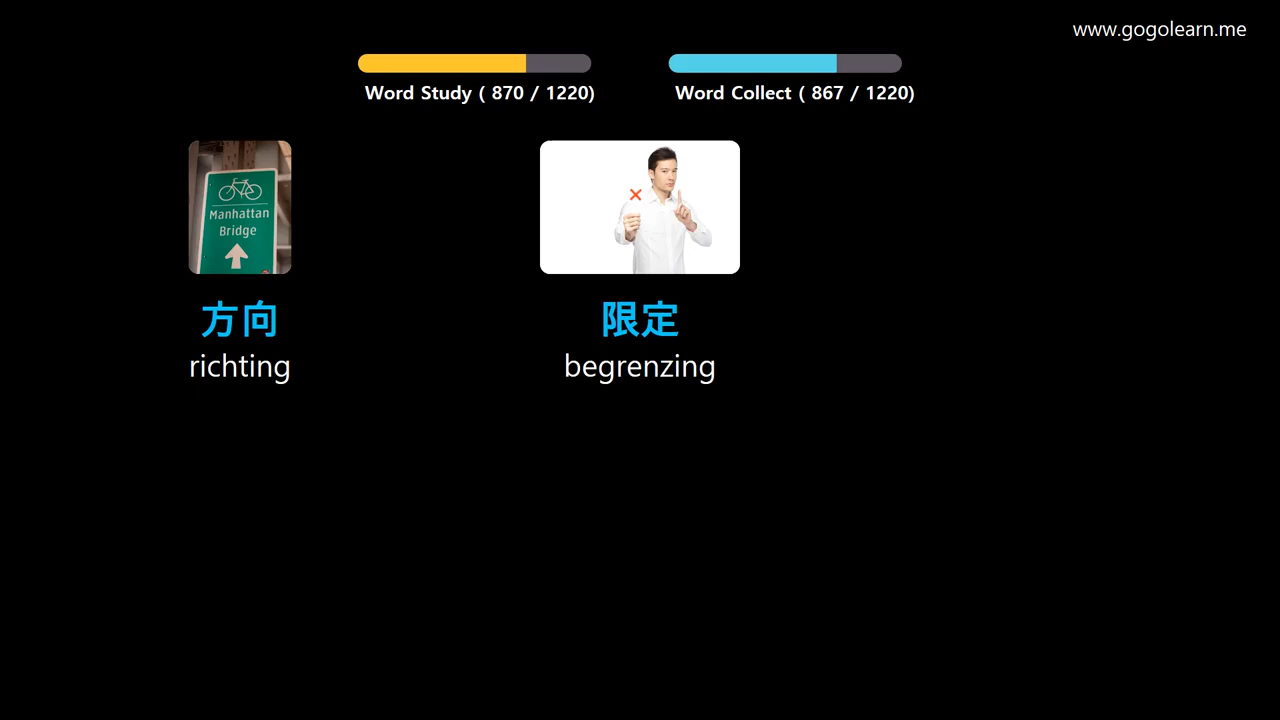 www.gogolearn.me
Word Study ( 870 / 1220)
Word Collect ( 867 / 1220)
Manhattan
Bridge
方向
richting
限定
begrenzing